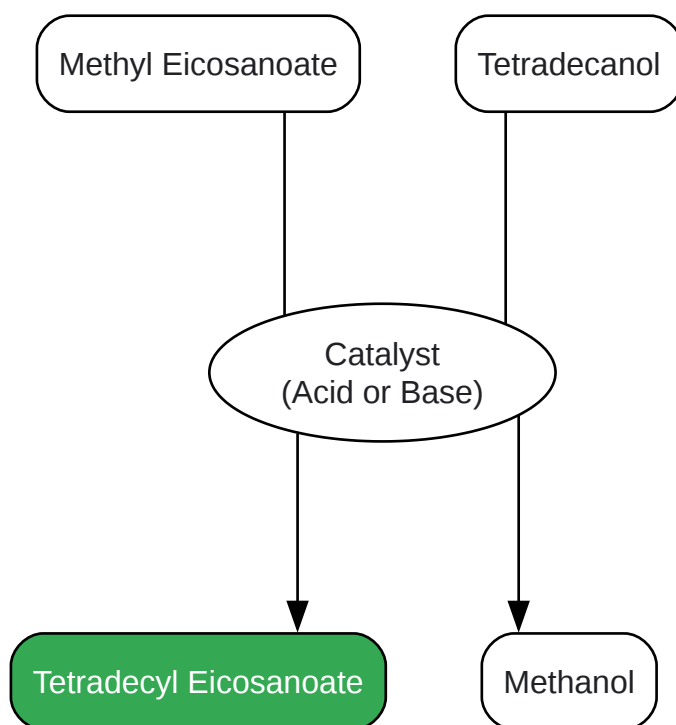 Methyl Eicosanoate
Tetradecanol
Catalyst
(Acid or Base)
Tetradecyl Eicosanoate
Methanol